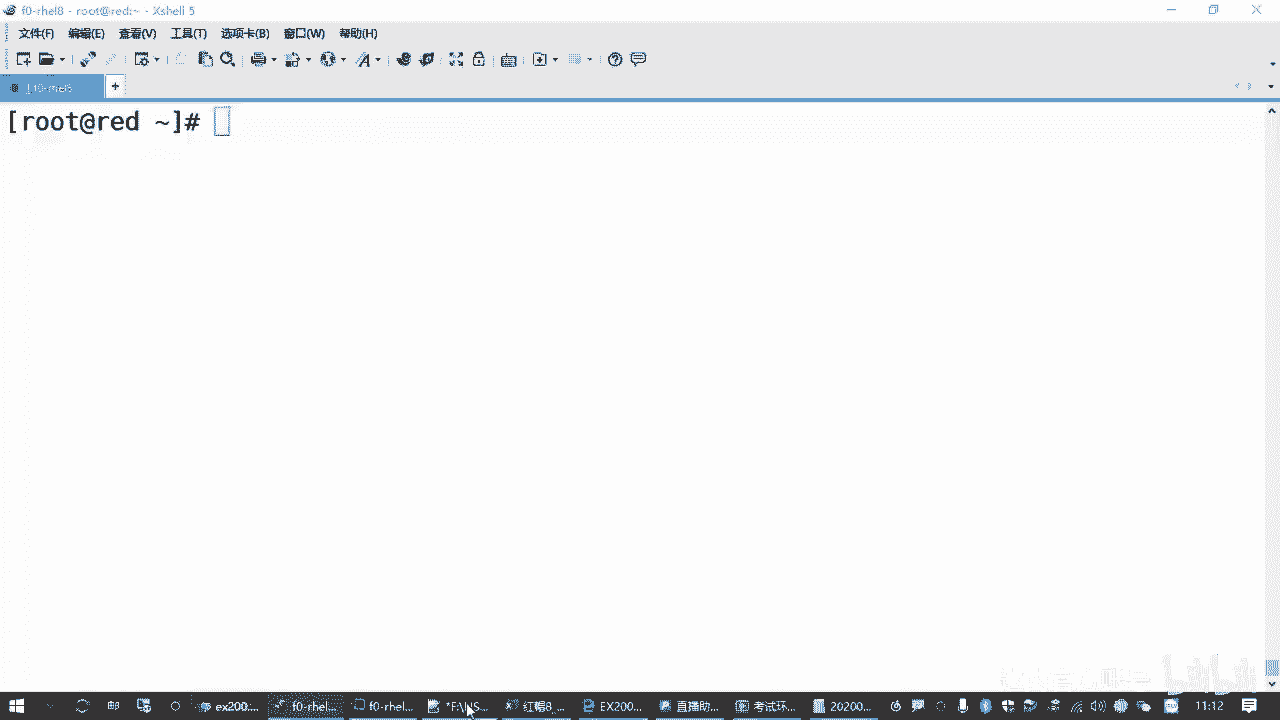 f0-rhel8 - root@red:~ - Xshell 5
文件(F) 编辑(E) 查看(V) 工具(T) 选项卡(B) 窗口(W) 帮助(H)
1 f0-rhel8
[root@red ~]#
ex200... f0-rhel... f0-rhel... 红帽8_... EX200... 直播助... 考试环... 20200... 11:12
bilibili